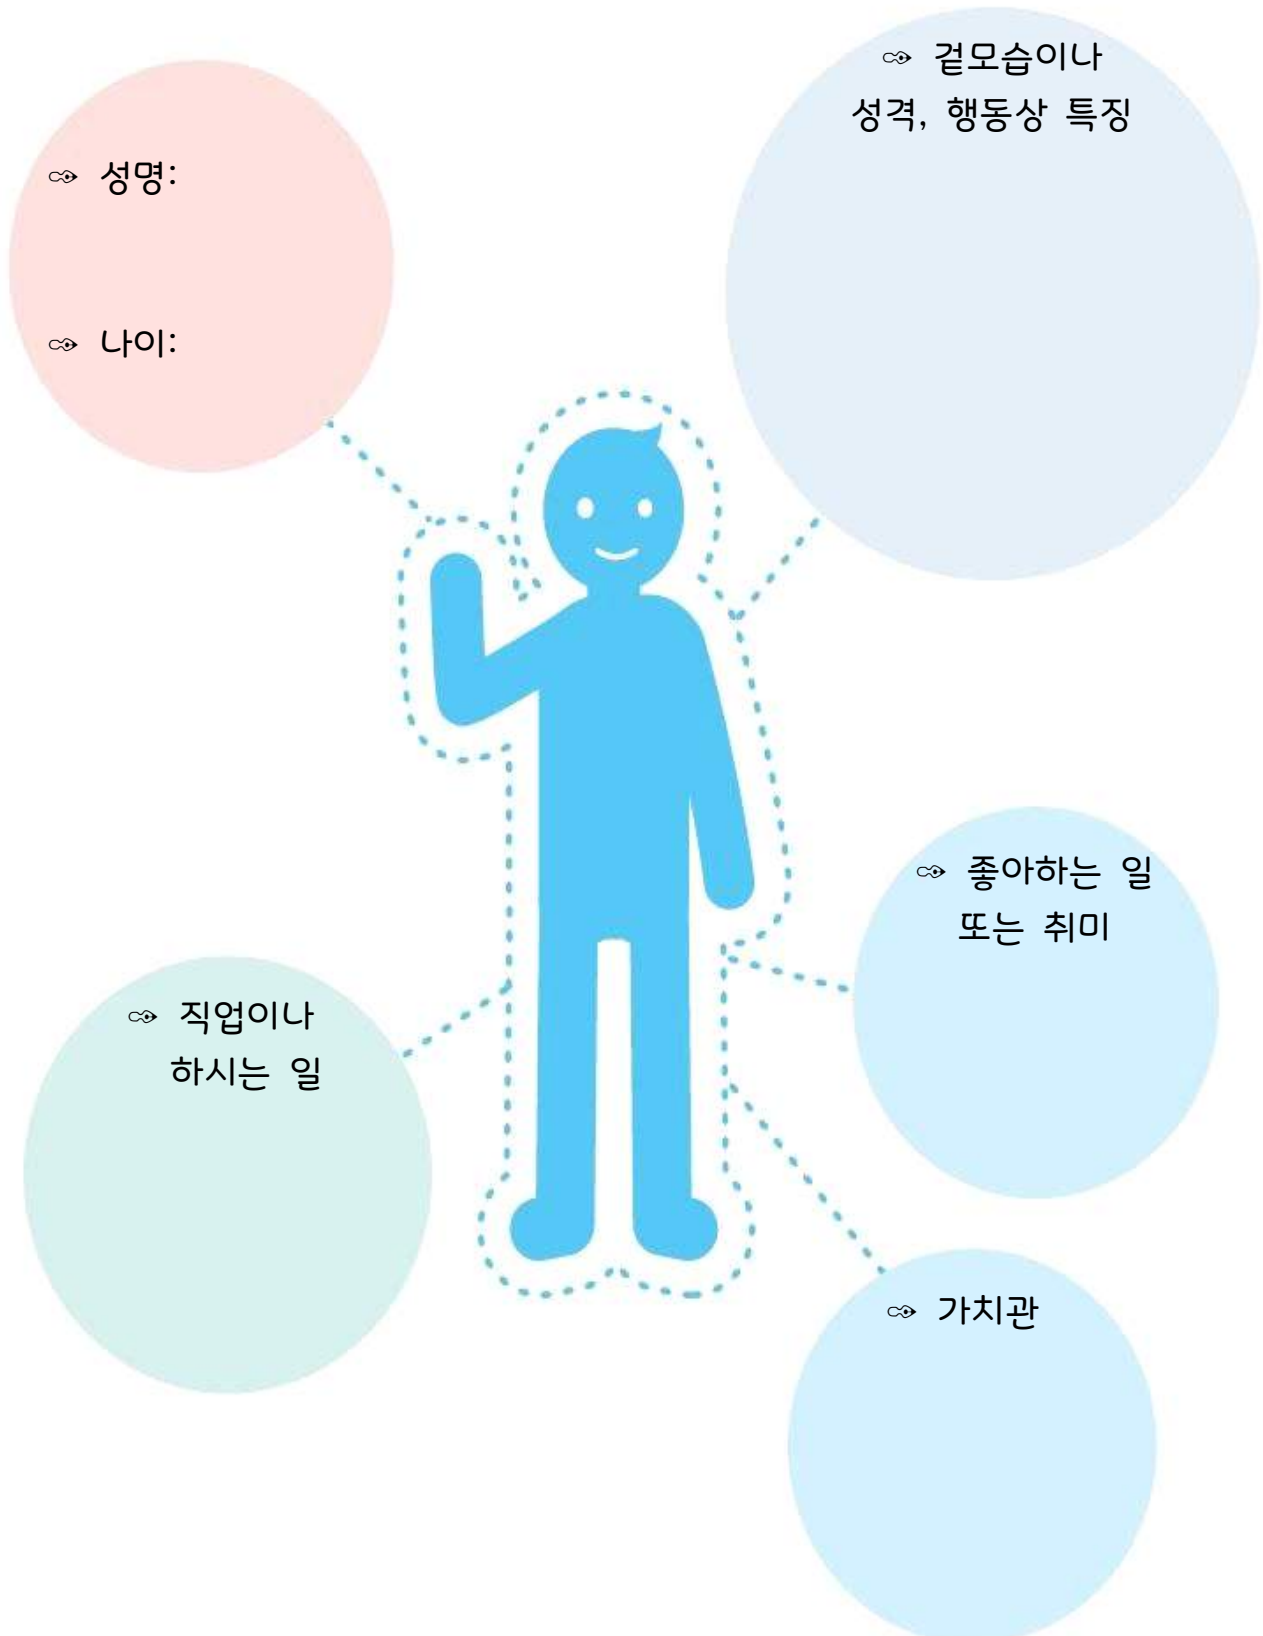 성명:
나이:
겉모습이나
성격, 행동상 특징
좋아하는 일
또는 취미
직업이나
하시는 일
가치관